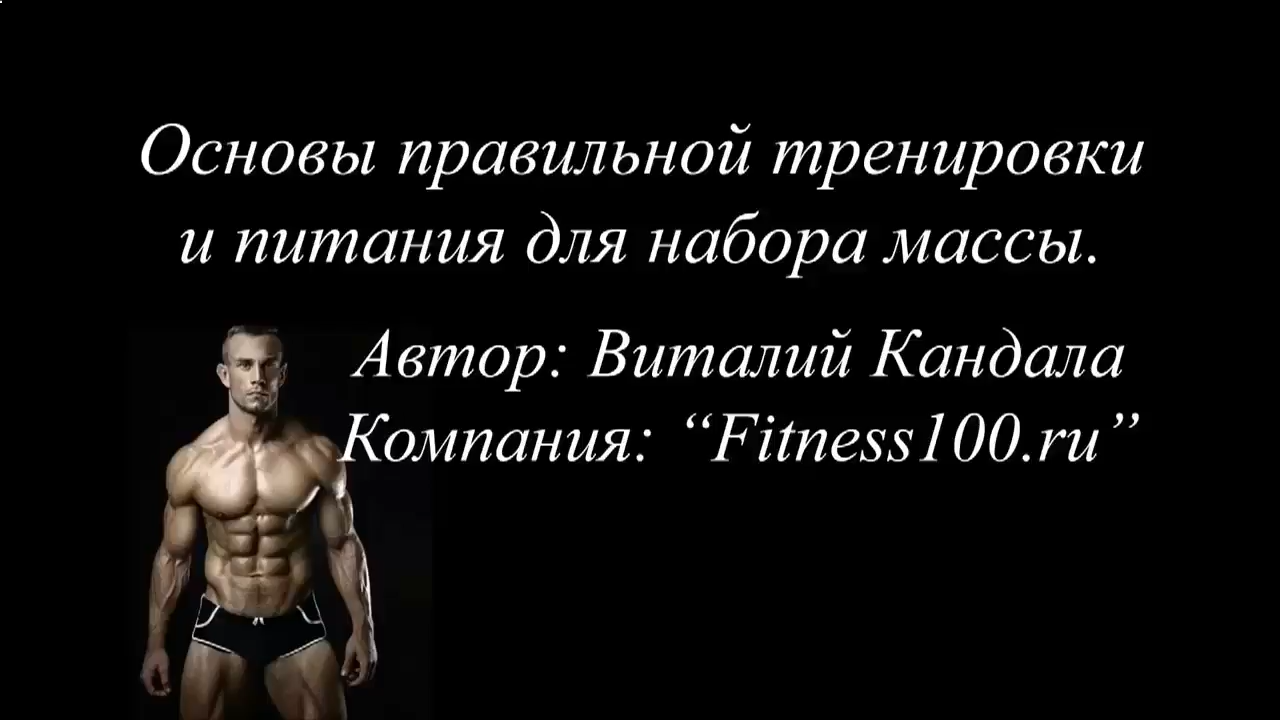 Основы правильной тренировки
и питания для набора массы.
Автор: Виталий Кандала
Компания: “Fitness100.ru”